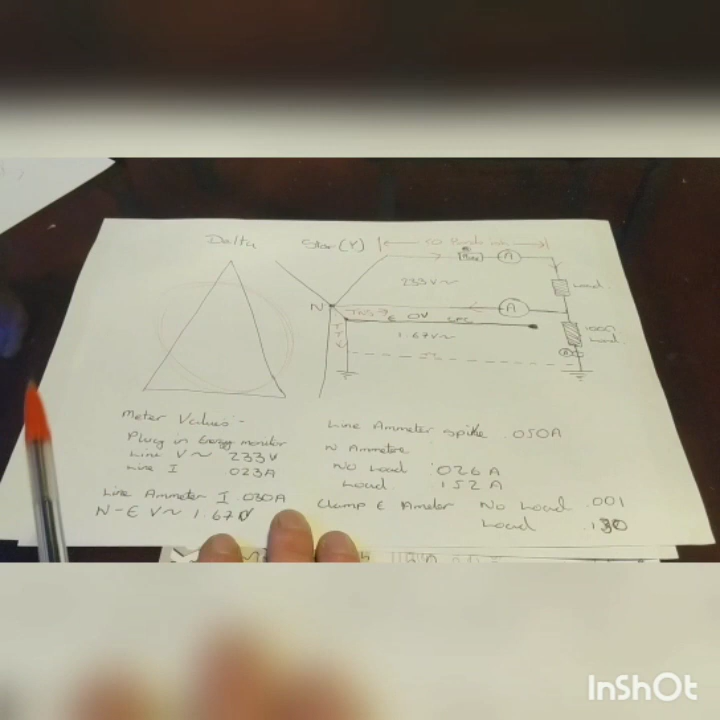 Dalta Star (Y)
233V~
N E 0V CPC
1.67V~
Load
100Ω
Load
A
A
Meter Values -
Plug in Energy monitor
Line V~ 233V
Line I 023A
Line Ammeter I 030A
N-E V~ 1.67V
Line Ammeter spike .050A
N Ammeter
No Load .026A
Load .152A
Clamp E Ameter No Load .001
Load .130
InShOt